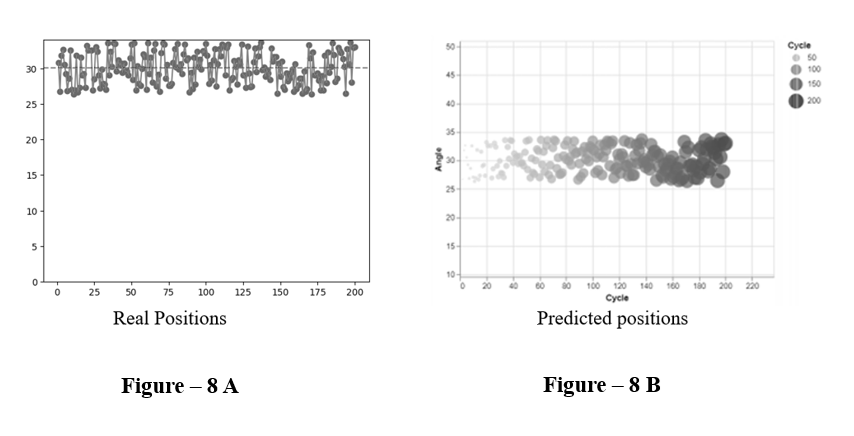 30
25
20
15
10
5
0
0 25 50 75 100 125 150 175 200
Real Positions
Figure – 8 A
50
45
40
35
30
25
20
15
10
Angle
0 20 40 60 80 100 120 140 160 180 200 220
Cycle
Cycle
50
100
150
200
Predicted positions
Figure – 8 B